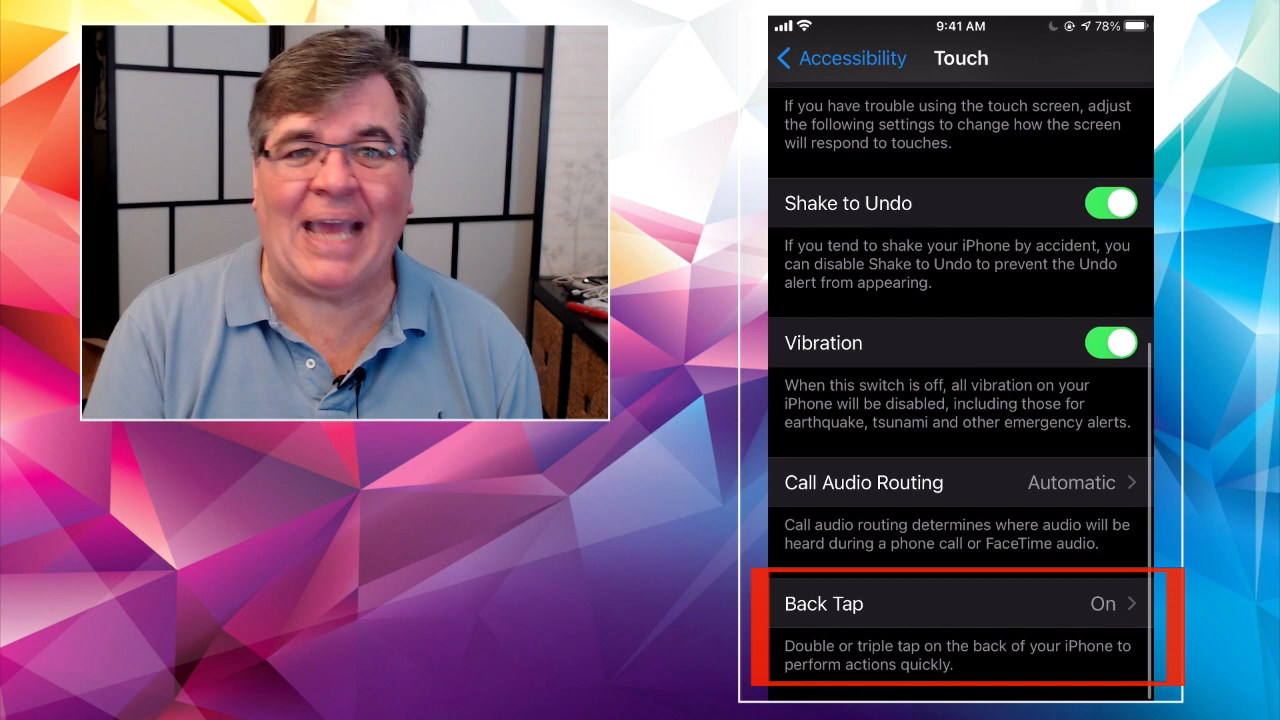 9:41 AM
78%
Accessibility
Touch
If you have trouble using the touch screen, adjust
the following settings to change how the screen
will respond to touches.
Shake to Undo
If you tend to shake your iPhone by accident, you
can disable Shake to Undo to prevent the Undo
alert from appearing.
Vibration
When this switch is off, all vibration on your
iPhone will be disabled, including those for
earthquake, tsunami and other emergency alerts.
Call Audio Routing
Automatic
Call audio routing determines where audio will be
heard during a phone call or FaceTime audio.
Back Tap
On
Double or triple tap on the back of your iPhone to
perform actions quickly.